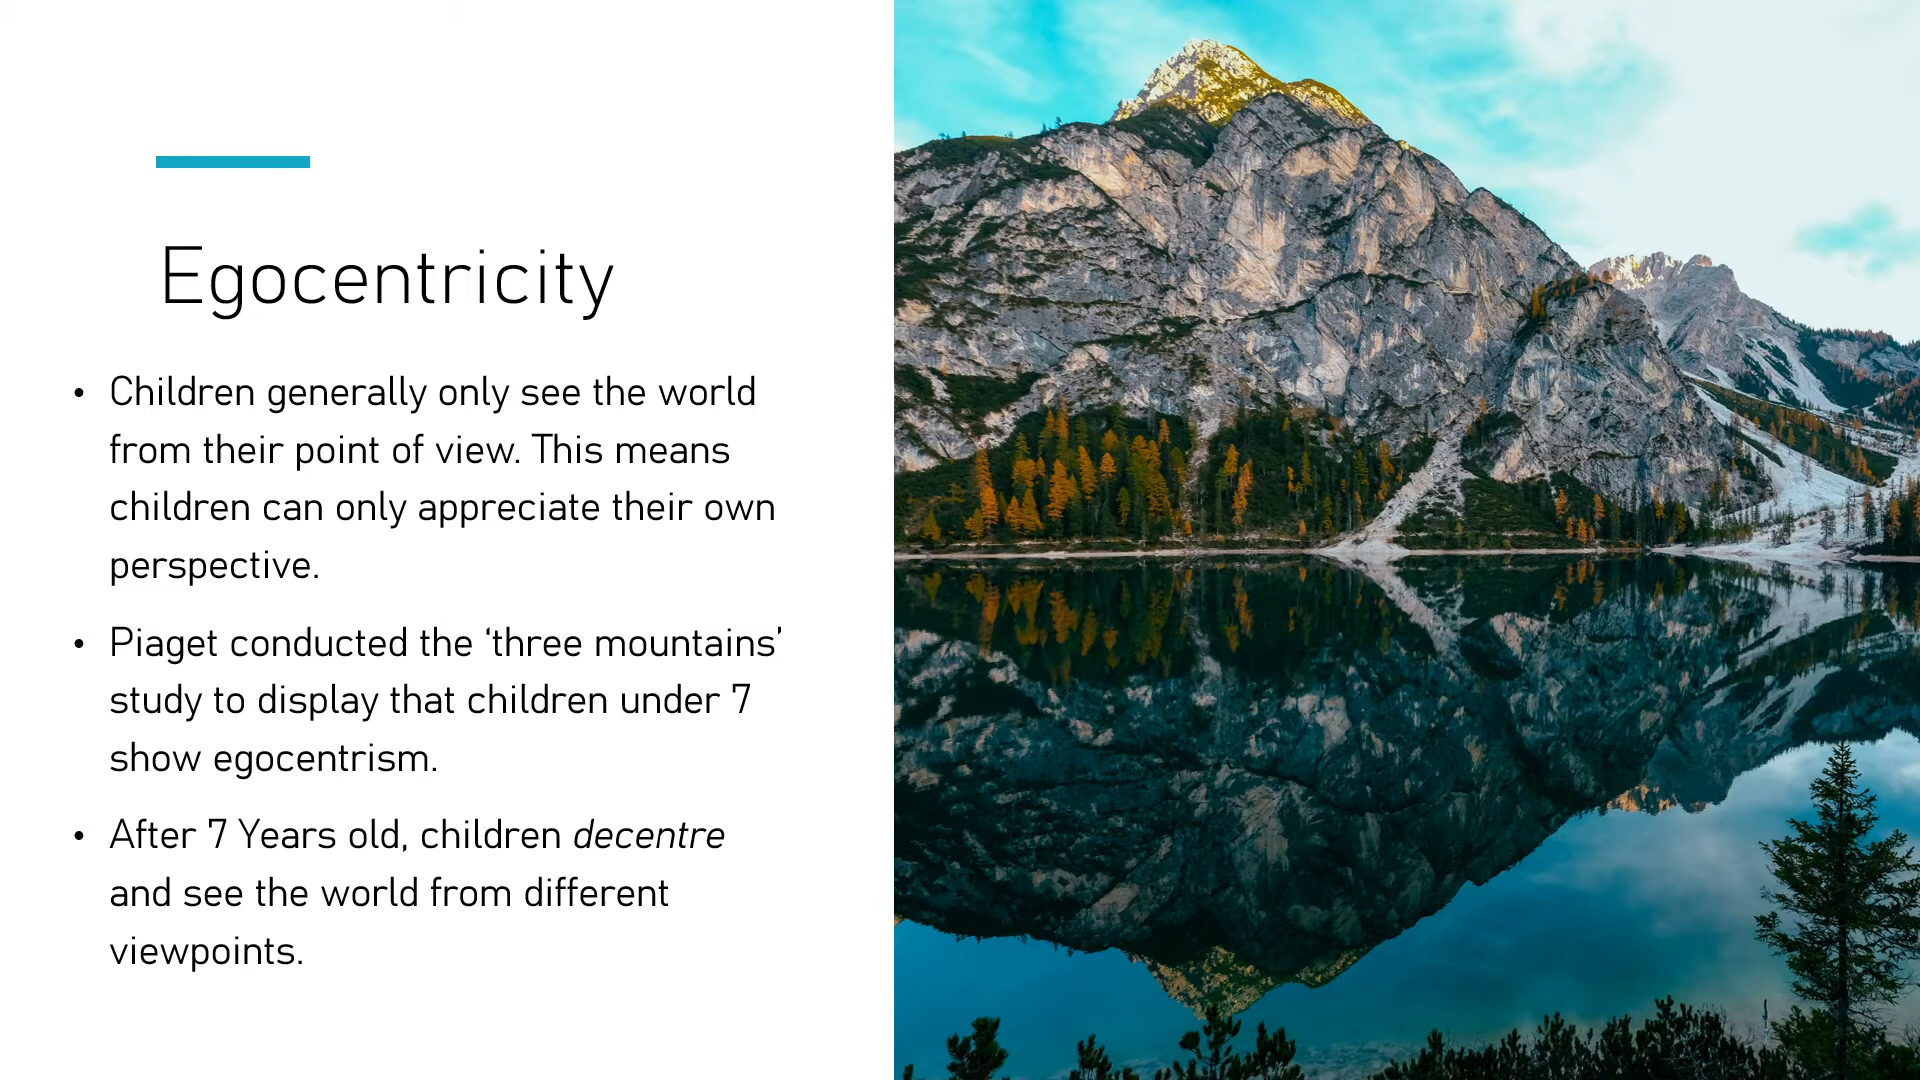 Egocentricity
• Children generally only see the world
from their point of view. This means
children can only appreciate their own
perspective.
• Piaget conducted the ‘three mountains’
study to display that children under 7
show egocentrism.
• After 7 Years old, children decentre
and see the world from different
viewpoints.